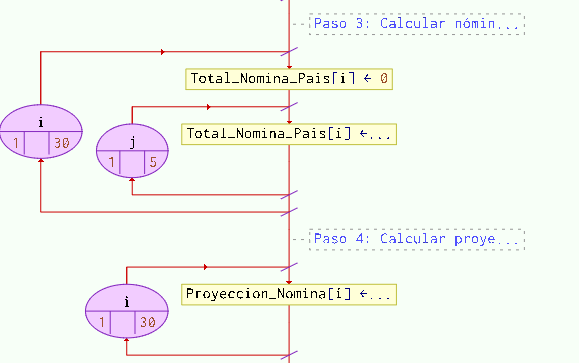 Paso 3: Calcular nómin...
Total_Nomina_Pais[i] ← 0
i
1 30
j
1 5
Total_Nomina_Pais[i] ←...
Paso 4: Calcular proye...
Proyeccion_Nomina[i] ←...
i
1 30